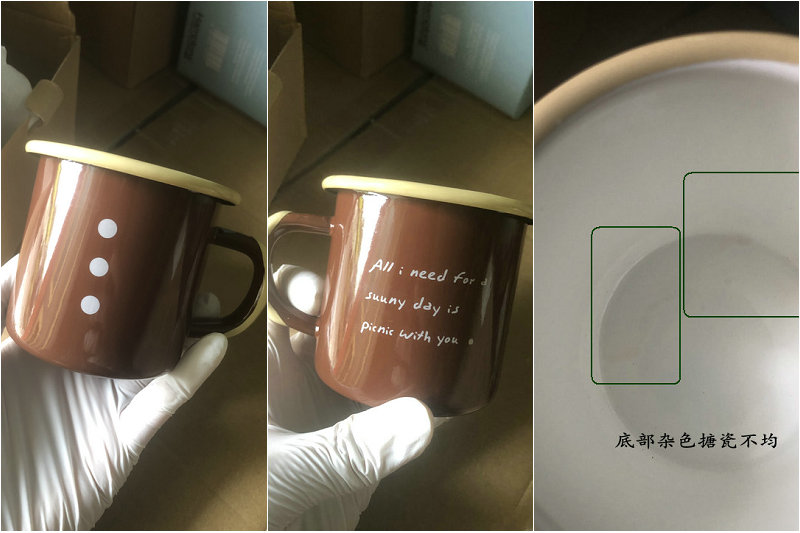 All i need for a
suuny day is
picnic with you
底部杂色搪瓷不均